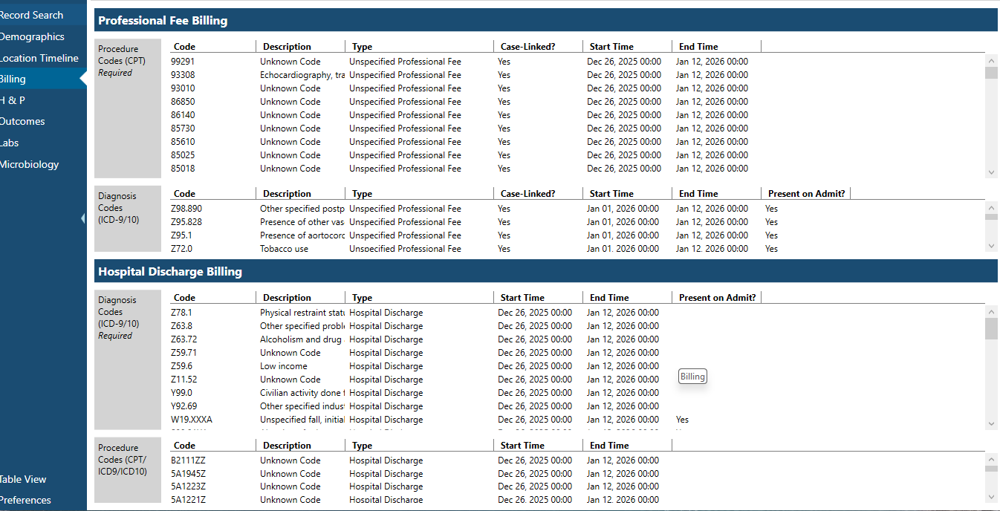 Record Search
Demographics
Location Timeline
Billing
H & P
Outcomes
Labs
Microbiology
Table View
Preferences
Professional Fee Billing
Procedure Codes (CPT) Required
Code Description Type Case-Linked? Start Time End Time
99291 Unknown Code Unspecified Professional Fee Yes Dec 26, 2025 00:00 Jan 12, 2026 00:00
93308 Echocardiography, tra Unspecified Professional Fee Yes Dec 26, 2025 00:00 Jan 12, 2026 00:00
93010 Unknown Code Unspecified Professional Fee Yes Dec 26, 2025 00:00 Jan 12, 2026 00:00
86850 Unknown Code Unspecified Professional Fee Yes Dec 26, 2025 00:00 Jan 12, 2026 00:00
86140 Unknown Code Unspecified Professional Fee Yes Dec 26, 2025 00:00 Jan 12, 2026 00:00
85730 Unknown Code Unspecified Professional Fee Yes Dec 26, 2025 00:00 Jan 12, 2026 00:00
85610 Unknown Code Unspecified Professional Fee Yes Dec 26, 2025 00:00 Jan 12, 2026 00:00
85025 Unknown Code Unspecified Professional Fee Yes Dec 26, 2025 00:00 Jan 12, 2026 00:00
85018 Unknown Code Unspecified Professional Fee Yes Dec 26, 2025 00:00 Jan 12, 2026 00:00
Diagnosis Codes (ICD-9/10)
Code Description Type Case-Linked? Start Time End Time Present on Admit?
Z98.890 Other specified postp Unspecified Professional Fee Yes Jan 01, 2026 00:00 Jan 12, 2026 00:00 Yes
Z95.828 Presence of other vas Unspecified Professional Fee Yes Jan 01, 2026 00:00 Jan 12, 2026 00:00 Yes
Z95.1 Presence of aortocoro Unspecified Professional Fee Yes Jan 01, 2026 00:00 Jan 12, 2026 00:00 Yes
Z72.0 Tobacco use Unspecified Professional Fee Yes Jan 01, 2026 00:00 Jan 12, 2026 00:00 Yes
Hospital Discharge Billing
Diagnosis Codes (ICD-9/10) Required
Code Description Type Start Time End Time Present on Admit?
Z78.1 Physical restraint statu Hospital Discharge Dec 26, 2025 00:00 Jan 12, 2026 00:00
Z63.8 Other specified probl Hospital Discharge Dec 26, 2025 00:00 Jan 12, 2026 00:00
Z63.72 Alcoholism and drug Hospital Discharge Dec 26, 2025 00:00 Jan 12, 2026 00:00
Z59.71 Unknown Code Hospital Discharge Dec 26, 2025 00:00 Jan 12, 2026 00:00
Z59.6 Low income Hospital Discharge Dec 26, 2025 00:00 Jan 12, 2026 00:00
Z11.52 Unknown Code Hospital Discharge Dec 26, 2025 00:00 Jan 12, 2026 00:00
Billing
Y99.0 Civilian activity done f Hospital Discharge Dec 26, 2025 00:00 Jan 12, 2026 00:00
Y92.69 Other specified indust Hospital Discharge Dec 26, 2025 00:00 Jan 12, 2026 00:00
W19.XXXA Unspecified fall, initial Hospital Discharge Dec 26, 2025 00:00 Jan 12, 2026 00:00 Yes
Procedure Codes (CPT/ICD9/ICD10)
Code Description Type Start Time End Time
B2111ZZ Unknown Code Hospital Discharge Dec 26, 2025 00:00 Jan 12, 2026 00:00
5A1945Z Unknown Code Hospital Discharge Dec 26, 2025 00:00 Jan 12, 2026 00:00
5A1223Z Unknown Code Hospital Discharge Dec 26, 2025 00:00 Jan 12, 2026 00:00
5A1221Z Unknown Code Hospital Discharge Dec 26, 2025 00:00 Jan 12, 2026 00:00